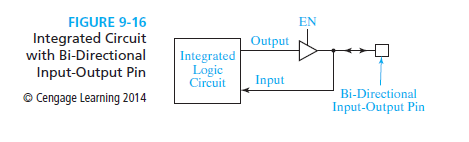 FIGURE 9-16
Integrated Circuit
with Bi-Directional
Input-Output Pin
© Cengage Learning 2014
EN
Output
Integrated
Logic
Circuit
Input
Bi-Directional
Input-Output Pin